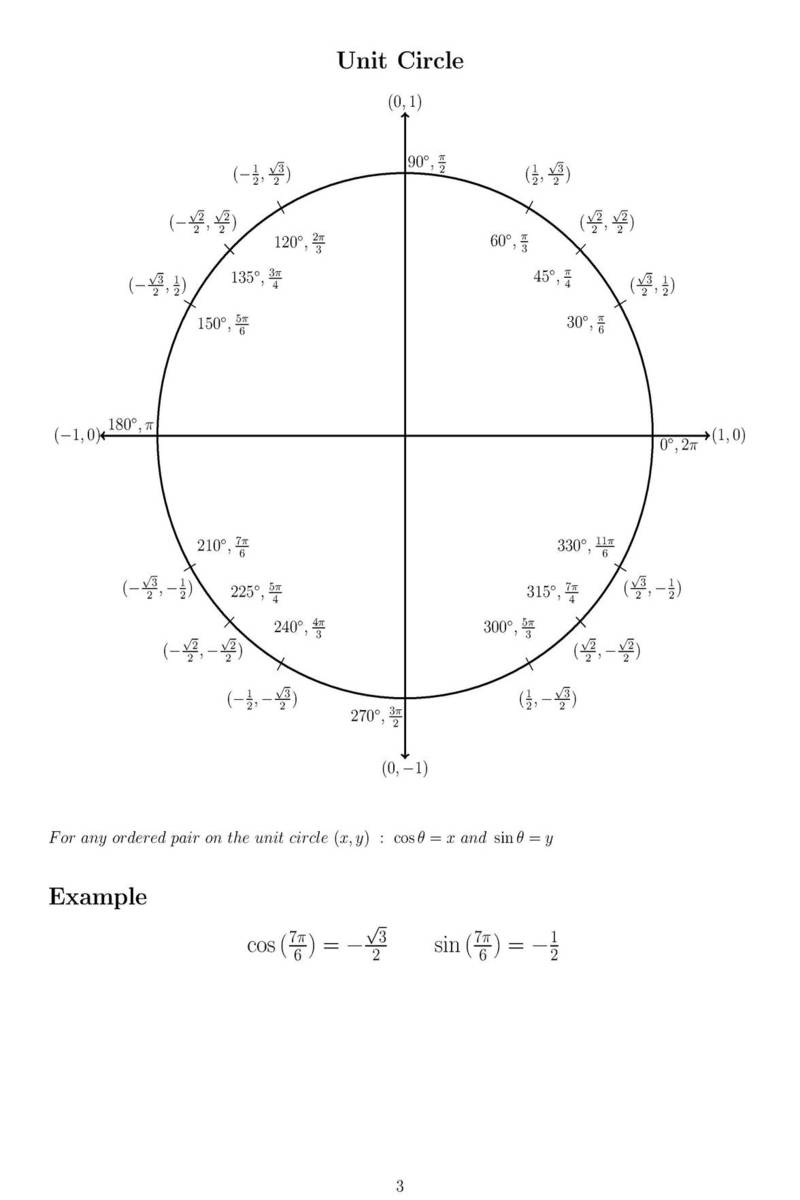 Unit Circle
(0, 1)
90°, π/2
(−1/2, √3/2)
(1/2, √3/2)
(−√2/2, √2/2)
(√2/2, √2/2)
120°, 2π/3
60°, π/3
135°, 3π/4
45°, π/4
(−√3/2, 1/2)
(√3/2, 1/2)
150°, 5π/6
30°, π/6
(−1, 0)
180°, π
0°, 2π
(1, 0)
210°, 7π/6
330°, 11π/6
(−√3/2, −1/2)
225°, 5π/4
315°, 7π/4
(√3/2, −1/2)
240°, 4π/3
300°, 5π/3
(−√2/2, −√2/2)
(√2/2, −√2/2)
(−1/2, −√3/2)
(1/2, −√3/2)
270°, 3π/2
(0, −1)
For any ordered pair on the unit circle (x, y) : cos θ = x and sin θ = y
Example
cos (7π/6) = −√3/2 sin (7π/6) = −1/2
3